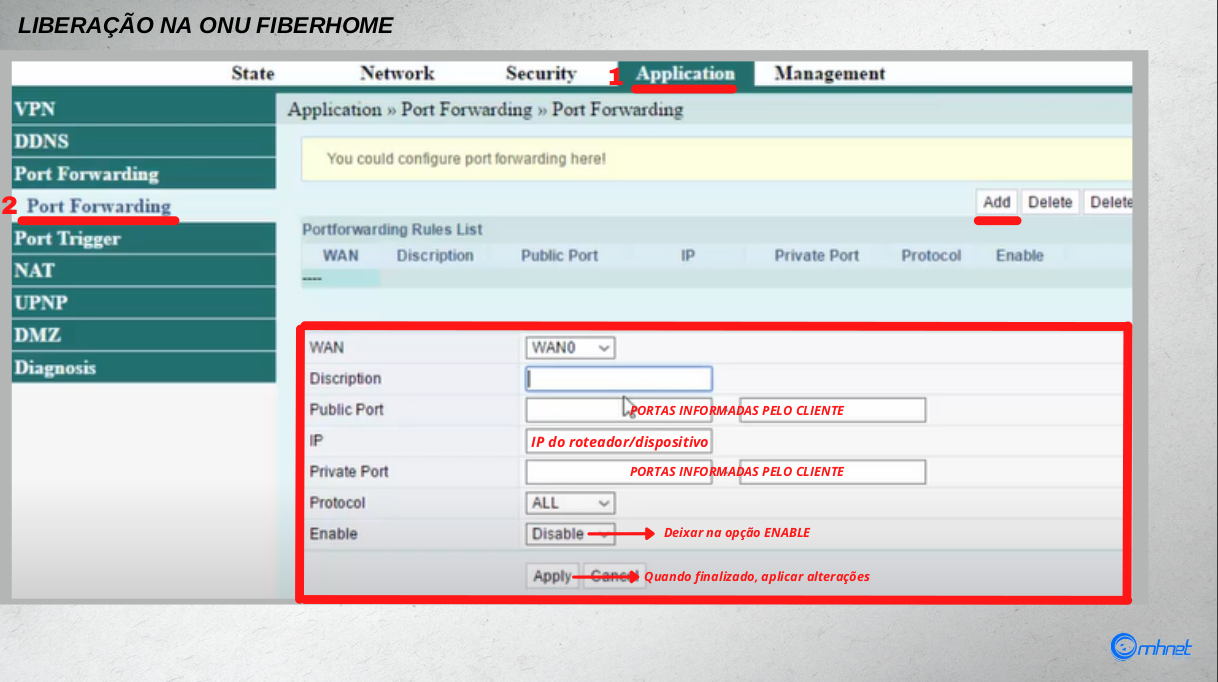 LIBERAÇÃO NA ONU FIBERHOME
State Network Security 1 Application Management
VPN
DDNS
Port Forwarding
2 Port Forwarding
Port Trigger
NAT
UPNP
DMZ
Diagnosis
Application » Port Forwarding » Port Forwarding
You could configure port forwarding here!
Add Delete Delete
Portforwarding Rules List
WAN Discription Public Port IP Private Port Protocol Enable
----
WAN WAN0
Discription
Public Port PORTAS INFORMADAS PELO CLIENTE
IP IP do roteador/dispositivo
Private Port PORTAS INFORMADAS PELO CLIENTE
Protocol ALL
Enable Disable Deixar na opção ENABLE
Apply Cancel Quando finalizado, aplicar alterações
mhnet